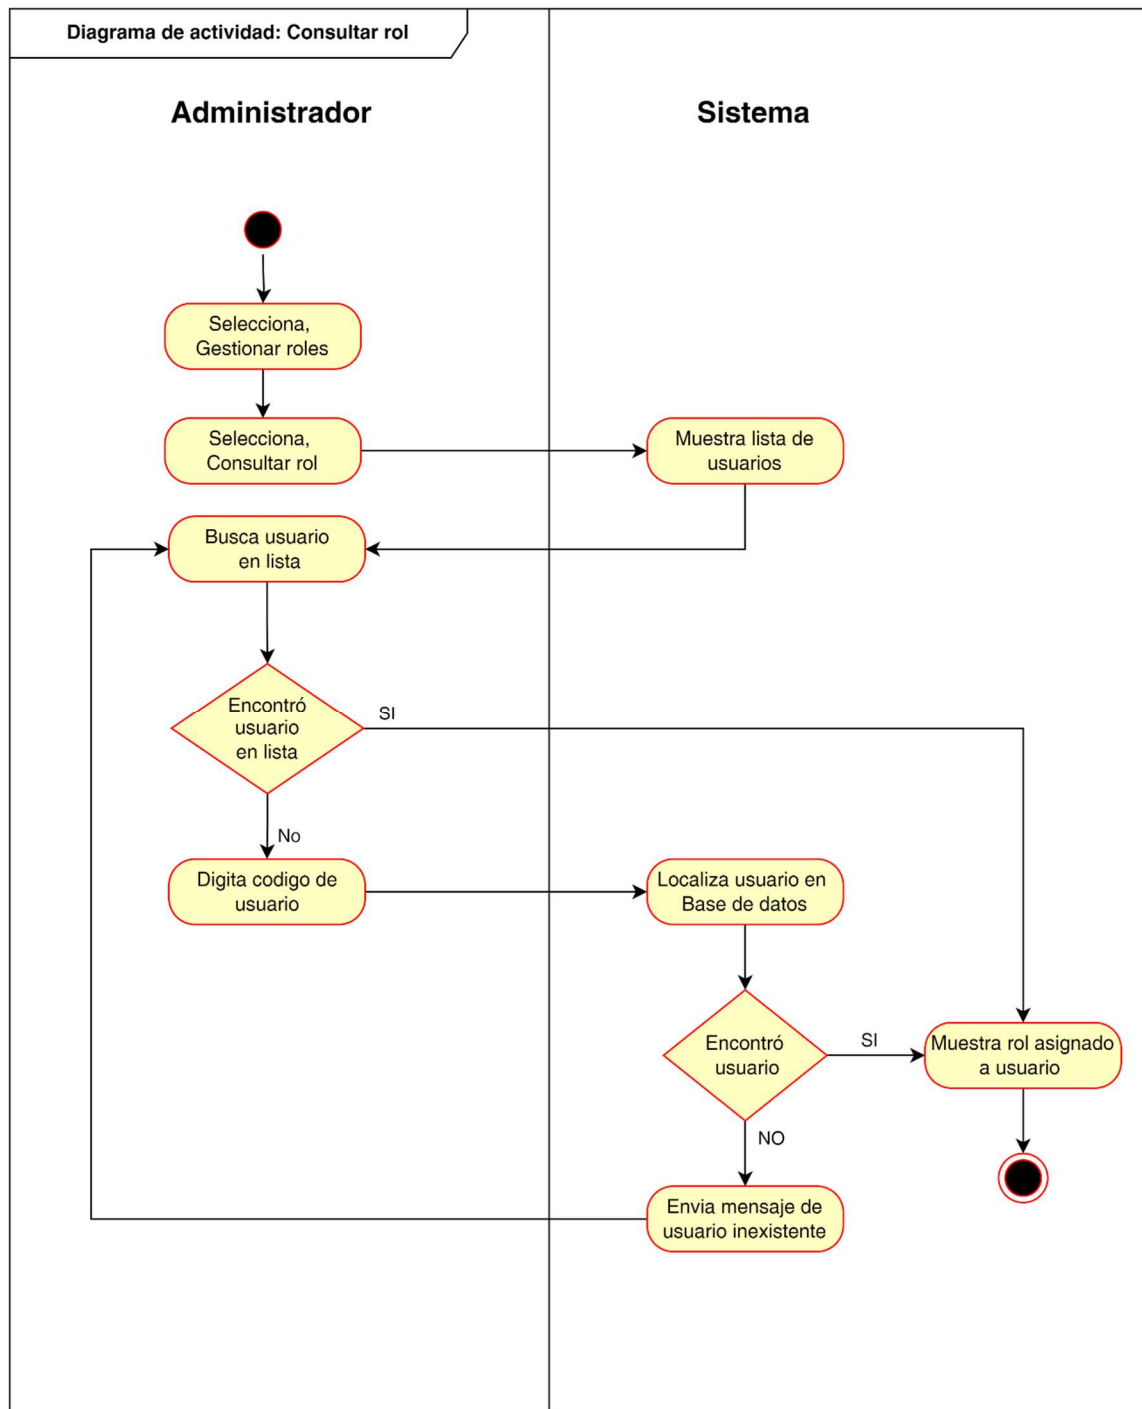 Diagrama de actividad: Consultar rol
Administrador
Sistema
Selecciona,
Gestionar roles
Selecciona,
Consultar rol
Muestra lista de
usuarios
Busca usuario
en lista
Encontró
usuario
en lista
SI
No
Digita codigo de
usuario
Localiza usuario en
Base de datos
Encontró
usuario
SI
Muestra rol asignado
a usuario
NO
Envia mensaje de
usuario inexistente